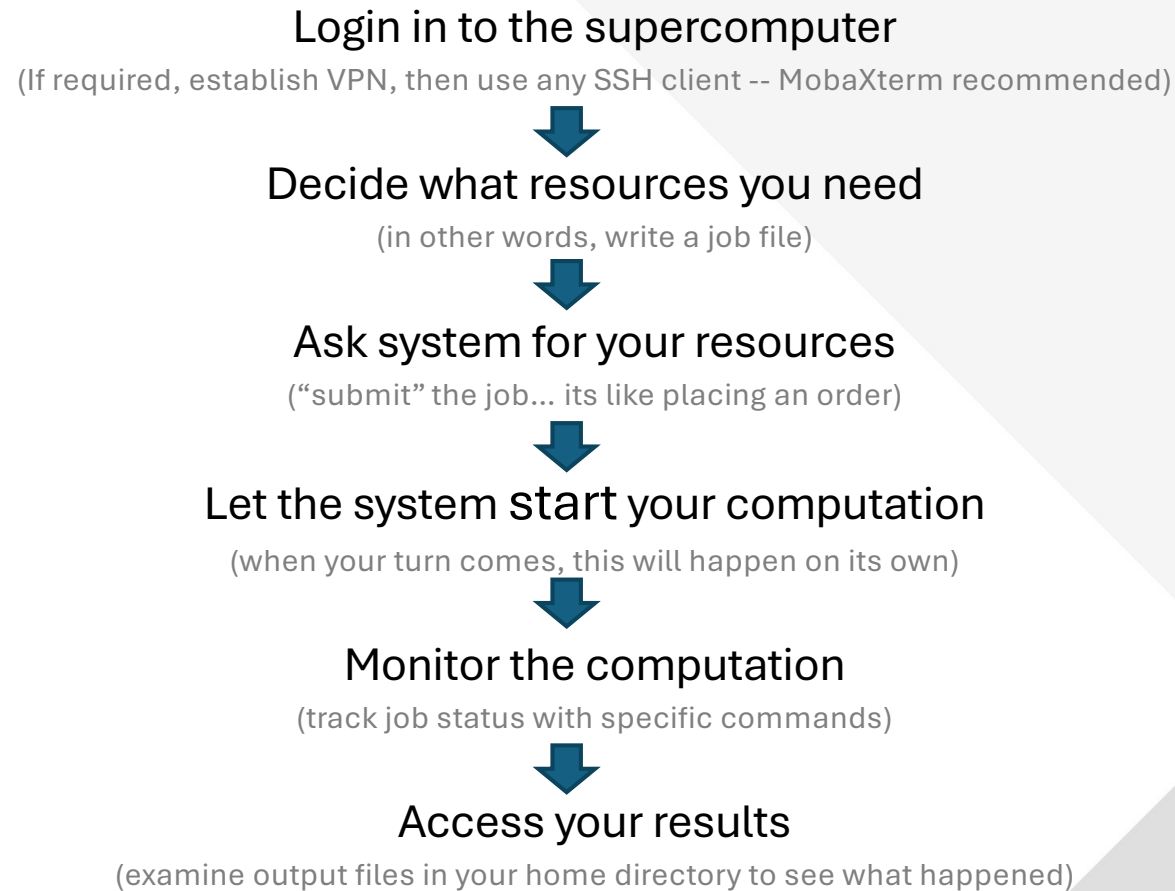 Login in to the supercomputer
(If required, establish VPN, then use any SSH client -- MobaXterm recommended)
Decide what resources you need
(in other words, write a job file)
Ask system for your resources
(“submit” the job… its like placing an order)
Let the system start your computation
(when your turn comes, this will happen on its own)
Monitor the computation
(track job status with specific commands)
Access your results
(examine output files in your home directory to see what happened)